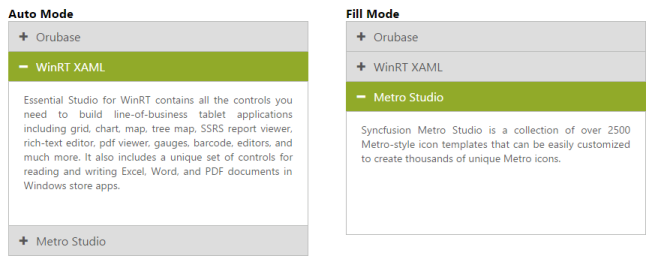 Auto Mode
Orubase
WinRT XAML
Essential Studio for WinRT contains all the controls you
need to build line-of-business tablet applications
including grid, chart, map, tree map, SSRS report viewer,
rich-text editor, pdf viewer, gauges, barcode, editors, and
much more. It also includes a unique set of controls for
reading and writing Excel, Word, and PDF documents in
Windows store apps.
Metro Studio
Fill Mode
Orubase
WinRT XAML
Metro Studio
Syncfusion Metro Studio is a collection of over 2500
Metro-style icon templates that can be easily customized
to create thousands of unique Metro icons.